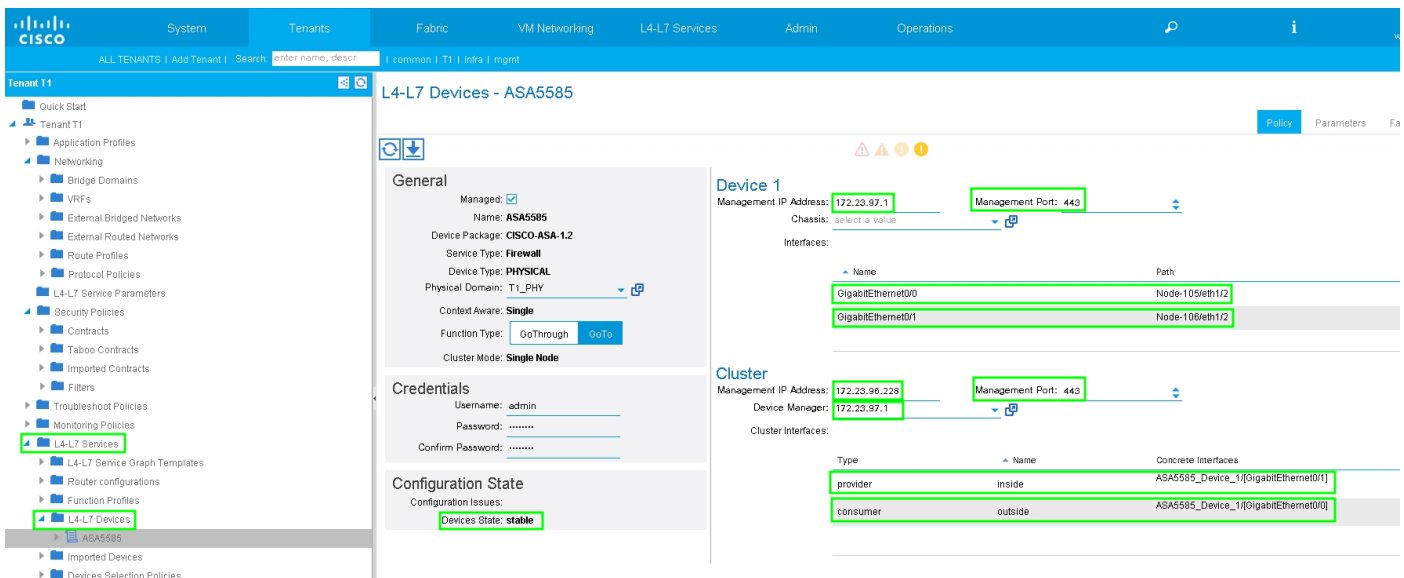 CISCO
System Tenants Fabric VM Networking L4-L7 Services Admin Operations i
ALL TENANTS | Add Tenant | Search: enter name, descr | common | T1 | infra | mgmt
Tenant T1
Quick Start
Tenant T1
Application Profiles
Networking
Bridge Domains
VRFs
External Bridged Networks
External Routed Networks
Route Profiles
Protocol Policies
L4-L7 Service Parameters
Security Policies
Contracts
Taboo Contracts
Imported Contracts
Filters
Troubleshoot Policies
Monitoring Policies
L4-L7 Services
L4-L7 Service Graph Templates
Router configurations
Function Profiles
L4-L7 Devices
ASA5585
Imported Devices
Devices Selection Policies
L4-L7 Devices - ASA5585
Policy Parameters Fa
General
Managed:
Name: ASA5585
Device Package: CISCO-ASA-1.2
Service Type: Firewall
Device Type: PHYSICAL
Physical Domain: T1_PHY
Context Aware: Single
Function Type: GoThrough GoTo
Cluster Mode: Single Node
Credentials
Username: admin
Password: ••••••••
Confirm Password: ••••••••
Configuration State
Configuration Issues:
Devices State: stable
Device 1
Management IP Address: 172.23.97.1 Management Port: 443
Chassis: select a value
Interfaces:
Name Path
GigabitEthernet0/0 Node-105/eth1/2
GigabitEthernet0/1 Node-106/eth1/2
Cluster
Management IP Address: 172.23.96.228 Management Port: 443
Device Manager: 172.23.97.1
Cluster Interfaces:
Type Name Concrete Interfaces
provider inside ASA5585_Device_1/[GigabitEthernet0/1]
consumer outside ASA5585_Device_1/[GigabitEthernet0/0]